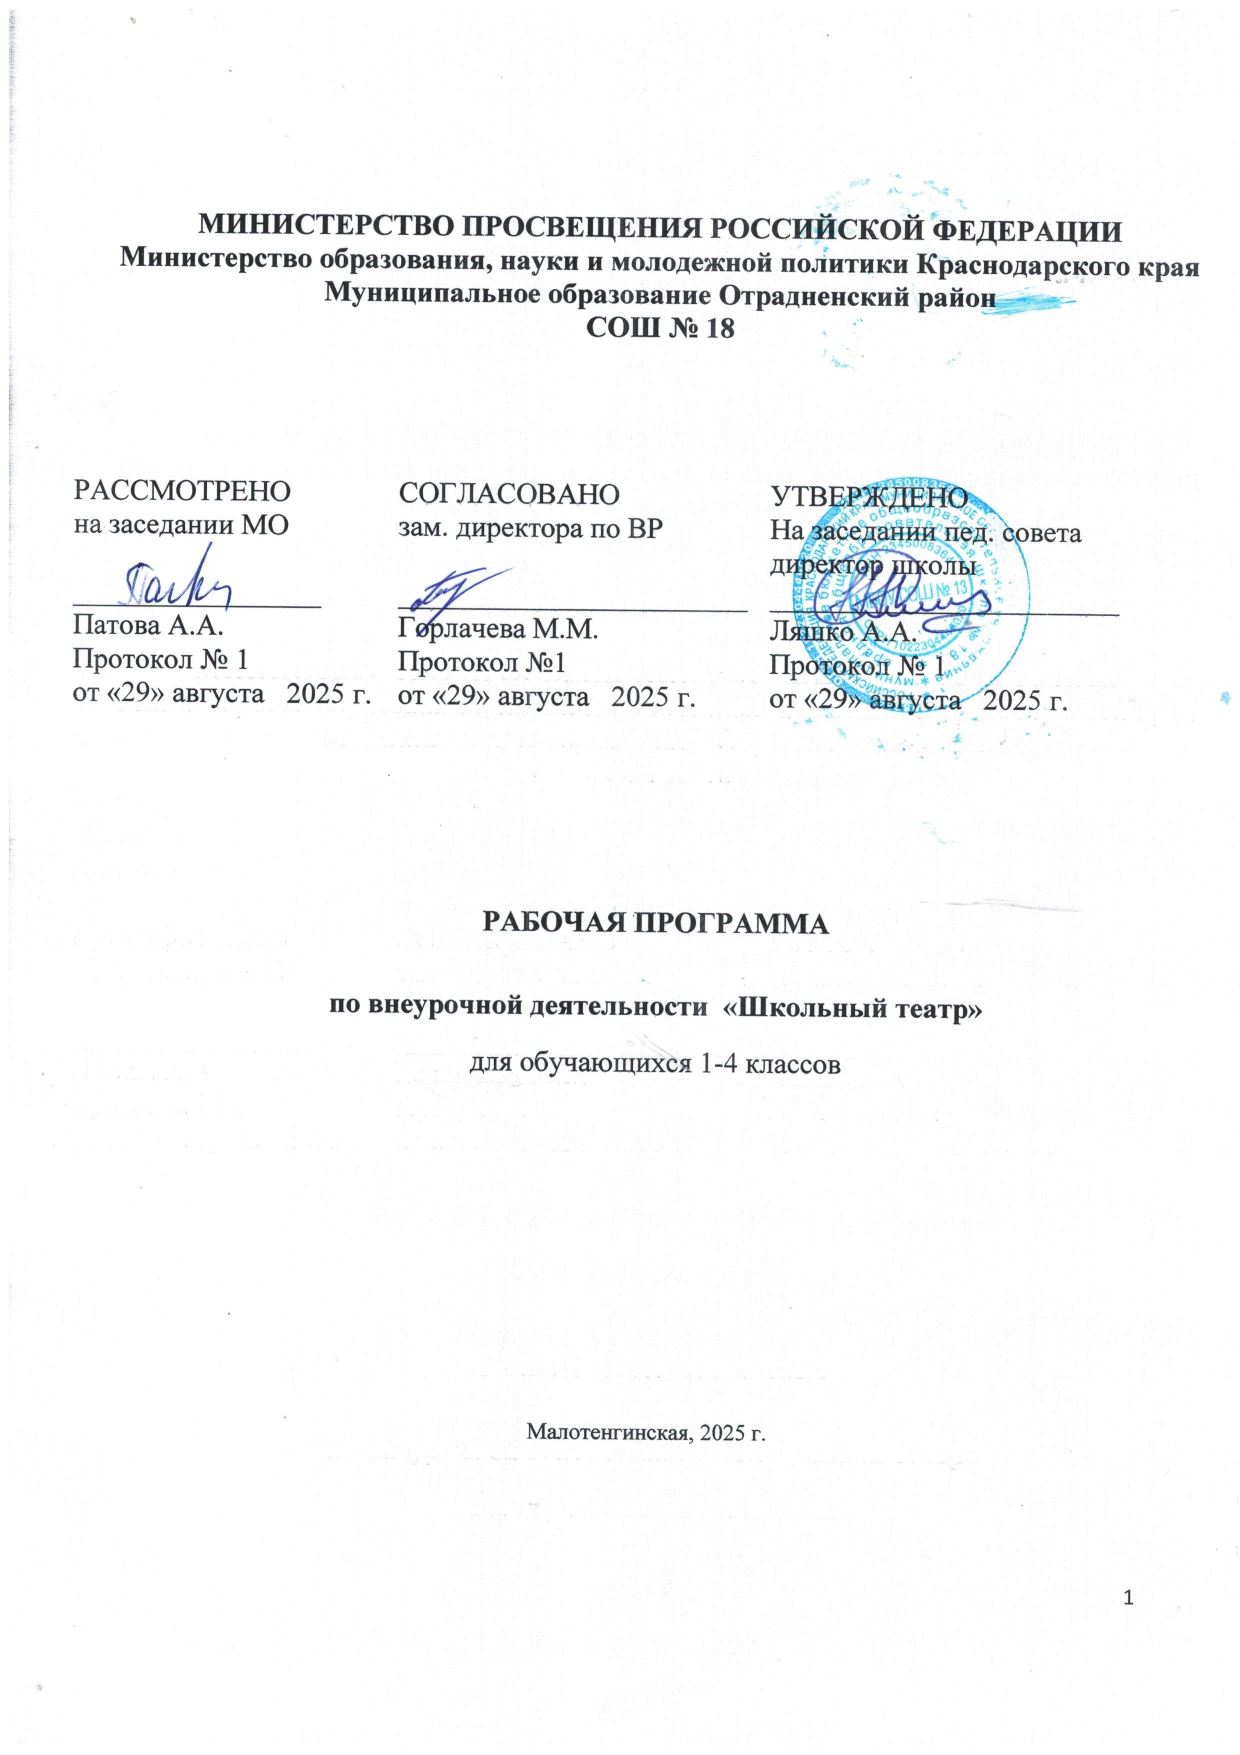 МИНИСТЕРСТВО ПРОСВЕЩЕНИЯ РОССИЙСКОЙ ФЕДЕРАЦИИ
Министерство образования, науки и молодежной политики Краснодарского края
Муниципальное образование Отрадненский район
СОШ № 18
РАССМОТРЕНО
на заседании МО
Патова А.А.
Протокол № 1
от «29» августа 2025 г.
СОГЛАСОВАНО
зам. директора по ВР
Горлачева М.М.
Протокол №1
от «29» августа 2025 г.
УТВЕРЖДЕНО
На заседании пед. совета
директор школы
Ляшко А.А.
Протокол № 1
от «29» августа 2025 г.
РАБОЧАЯ ПРОГРАММА
по внеурочной деятельности «Школьный театр»
для обучающихся 1-4 классов
Малотенгинская, 2025 г.
1